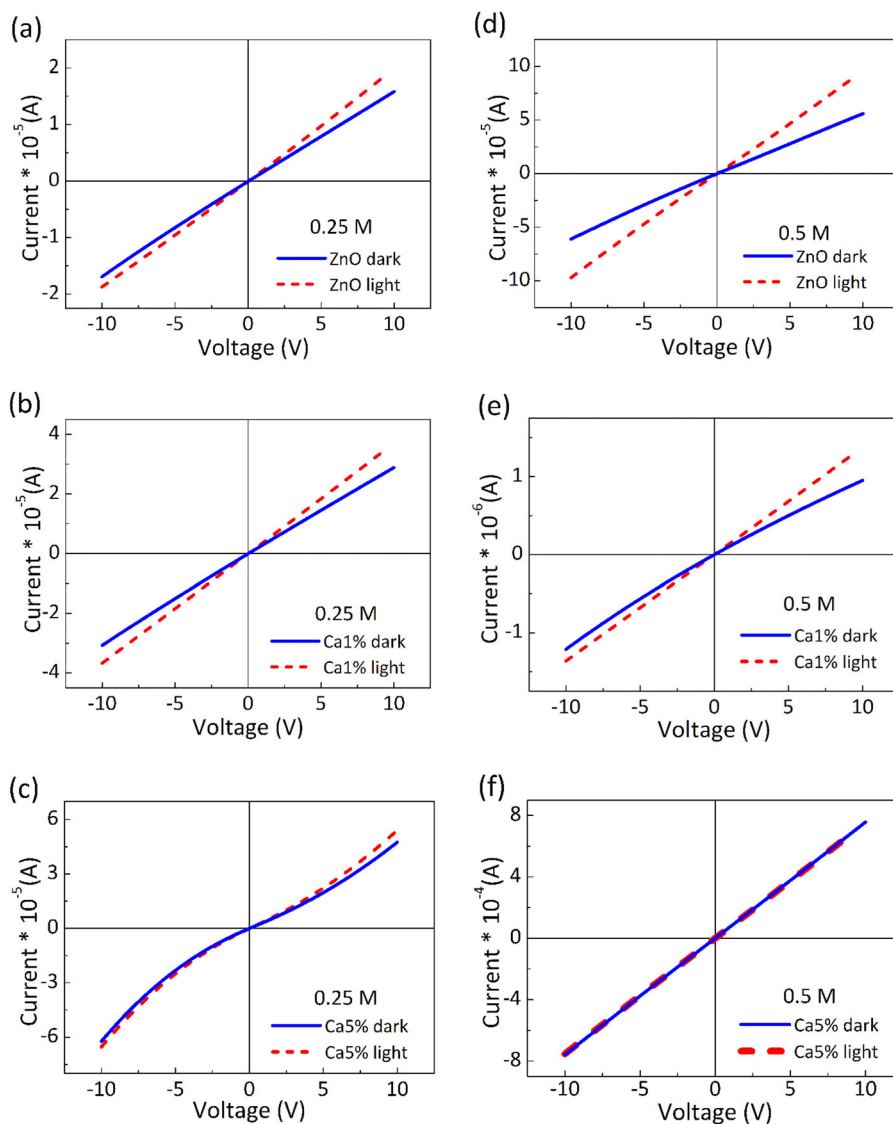 (a)
Current * 10⁻⁵(A)
2
1
0
-1
-2
0.25 M
ZnO dark
ZnO light
-10 -5 0 5 10
Voltage (V)
(d)
Current * 10⁻⁵(A)
10
5
0
-5
-10
0.5 M
ZnO dark
ZnO light
-10 -5 0 5 10
Voltage (V)
(b)
Current * 10⁻⁵(A)
4
2
0
-2
-4
0.25 M
Ca1% dark
Ca1% light
-10 -5 0 5 10
Voltage (V)
(e)
Current * 10⁻⁶(A)
1
0
-1
0.5 M
Ca1% dark
Ca1% light
-10 -5 0 5 10
Voltage (V)
(c)
Current * 10⁻⁵(A)
6
3
0
-3
-6
0.25 M
Ca5% dark
Ca5% light
-10 -5 0 5 10
Voltage (V)
(f)
Current * 10⁻⁴(A)
8
4
0
-4
-8
0.5 M
Ca5% dark
Ca5% light
-10 -5 0 5 10
Voltage (V)